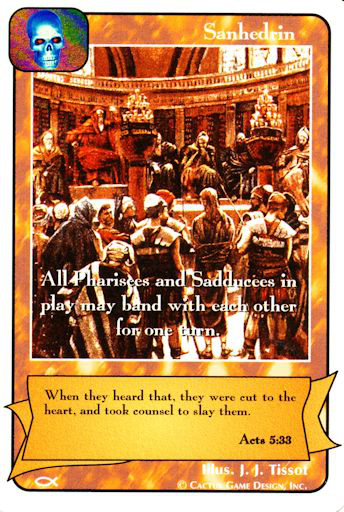 Sanhedrin
All Pharisees and Sadducees in
play may band with each other
for one turn.
When they heard that, they were cut to the
heart, and took counsel to slay them.
Acts 5:33
Illus. J. J. Tissot
© Cactus Game Design, Inc.